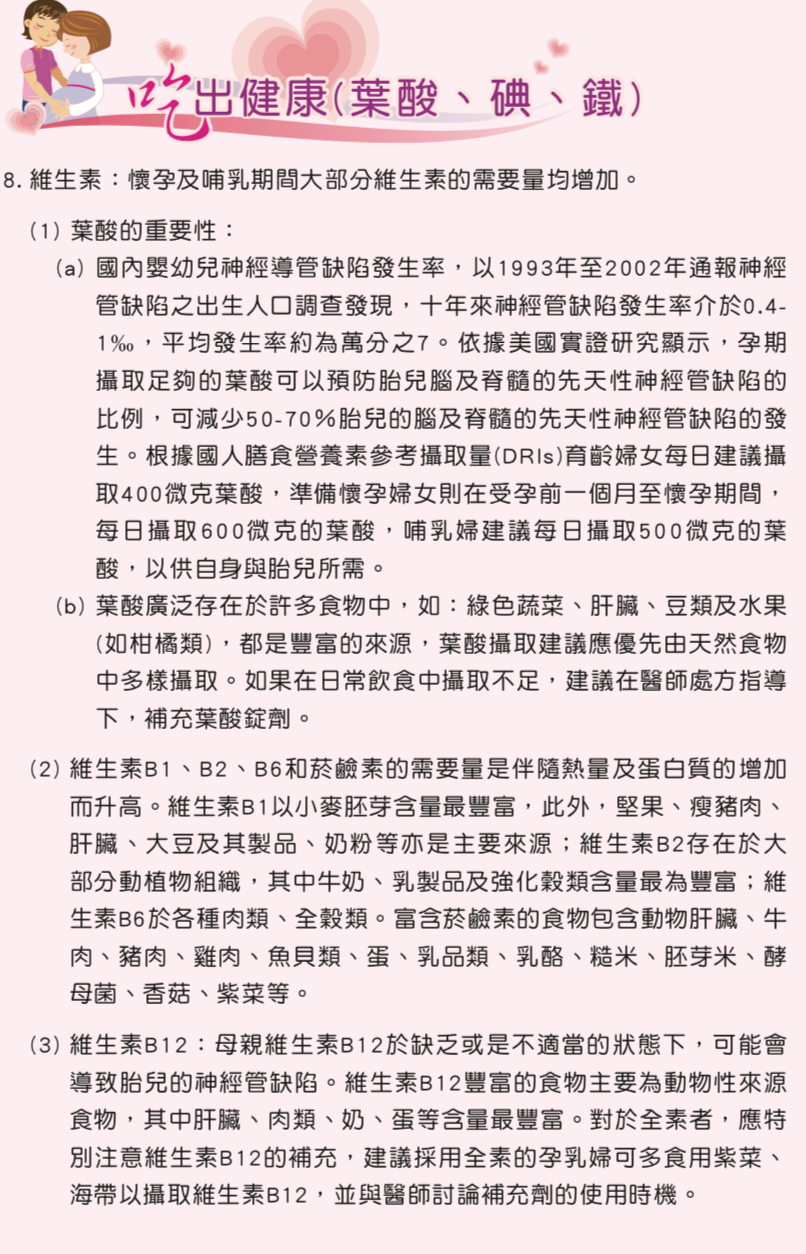 吃出健康(葉酸、碘、鐵)
8. 維生素：懷孕及哺乳期間大部分維生素的需要量均增加。
(1) 葉酸的重要性：
(a) 國內嬰幼兒神經導管缺陷發生率，以1993年至2002年通報神經
管缺陷之出生人口調查發現，十年來神經管缺陷發生率介於0.4-
1‰，平均發生率約為萬分之7。依據美國實證研究顯示，孕期
攝取足夠的葉酸可以預防胎兒腦及脊髓的先天性神經管缺陷的
比例，可減少50-70%胎兒的腦及脊髓的先天性神經管缺陷的發
生。根據國人膳食營養素參考攝取量(DRIs)育齡婦女每日建議攝
取400微克葉酸，準備懷孕婦女則在受孕前一個月至懷孕期間，
每日攝取600微克的葉酸，哺乳婦建議每日攝取500微克的葉
酸，以供自身與胎兒所需。
(b) 葉酸廣泛存在於許多食物中，如：綠色蔬菜、肝臟、豆類及水果
(如柑橘類)，都是豐富的來源，葉酸攝取建議應優先由天然食物
中多樣攝取。如果在日常飲食中攝取不足，建議在醫師處方指導
下，補充葉酸錠劑。
(2) 維生素B1、B2、B6和菸鹼素的需要量是伴隨熱量及蛋白質的增加
而升高。維生素B1以小麥胚芽含量最豐富，此外，堅果、瘦豬肉、
肝臟、大豆及其製品、奶粉等亦是主要來源；維生素B2存在於大
部分動植物組織，其中牛奶、乳製品及強化穀類含量最為豐富；維
生素B6於各種肉類、全穀類。富含菸鹼素的食物包含動物肝臟、牛
肉、豬肉、雞肉、魚貝類、蛋、乳品類、乳酪、糙米、胚芽米、酵
母菌、香菇、紫菜等。
(3) 維生素B12：母親維生素B12於缺乏或是不適當的狀態下，可能會
導致胎兒的神經管缺陷。維生素B12豐富的食物主要為動物性來源
食物，其中肝臟、肉類、奶、蛋等含量最豐富。對於全素者，應特
別注意維生素B12的補充，建議採用全素的孕乳婦可多食用紫菜、
海帶以攝取維生素B12，並與醫師討論補充劑的使用時機。